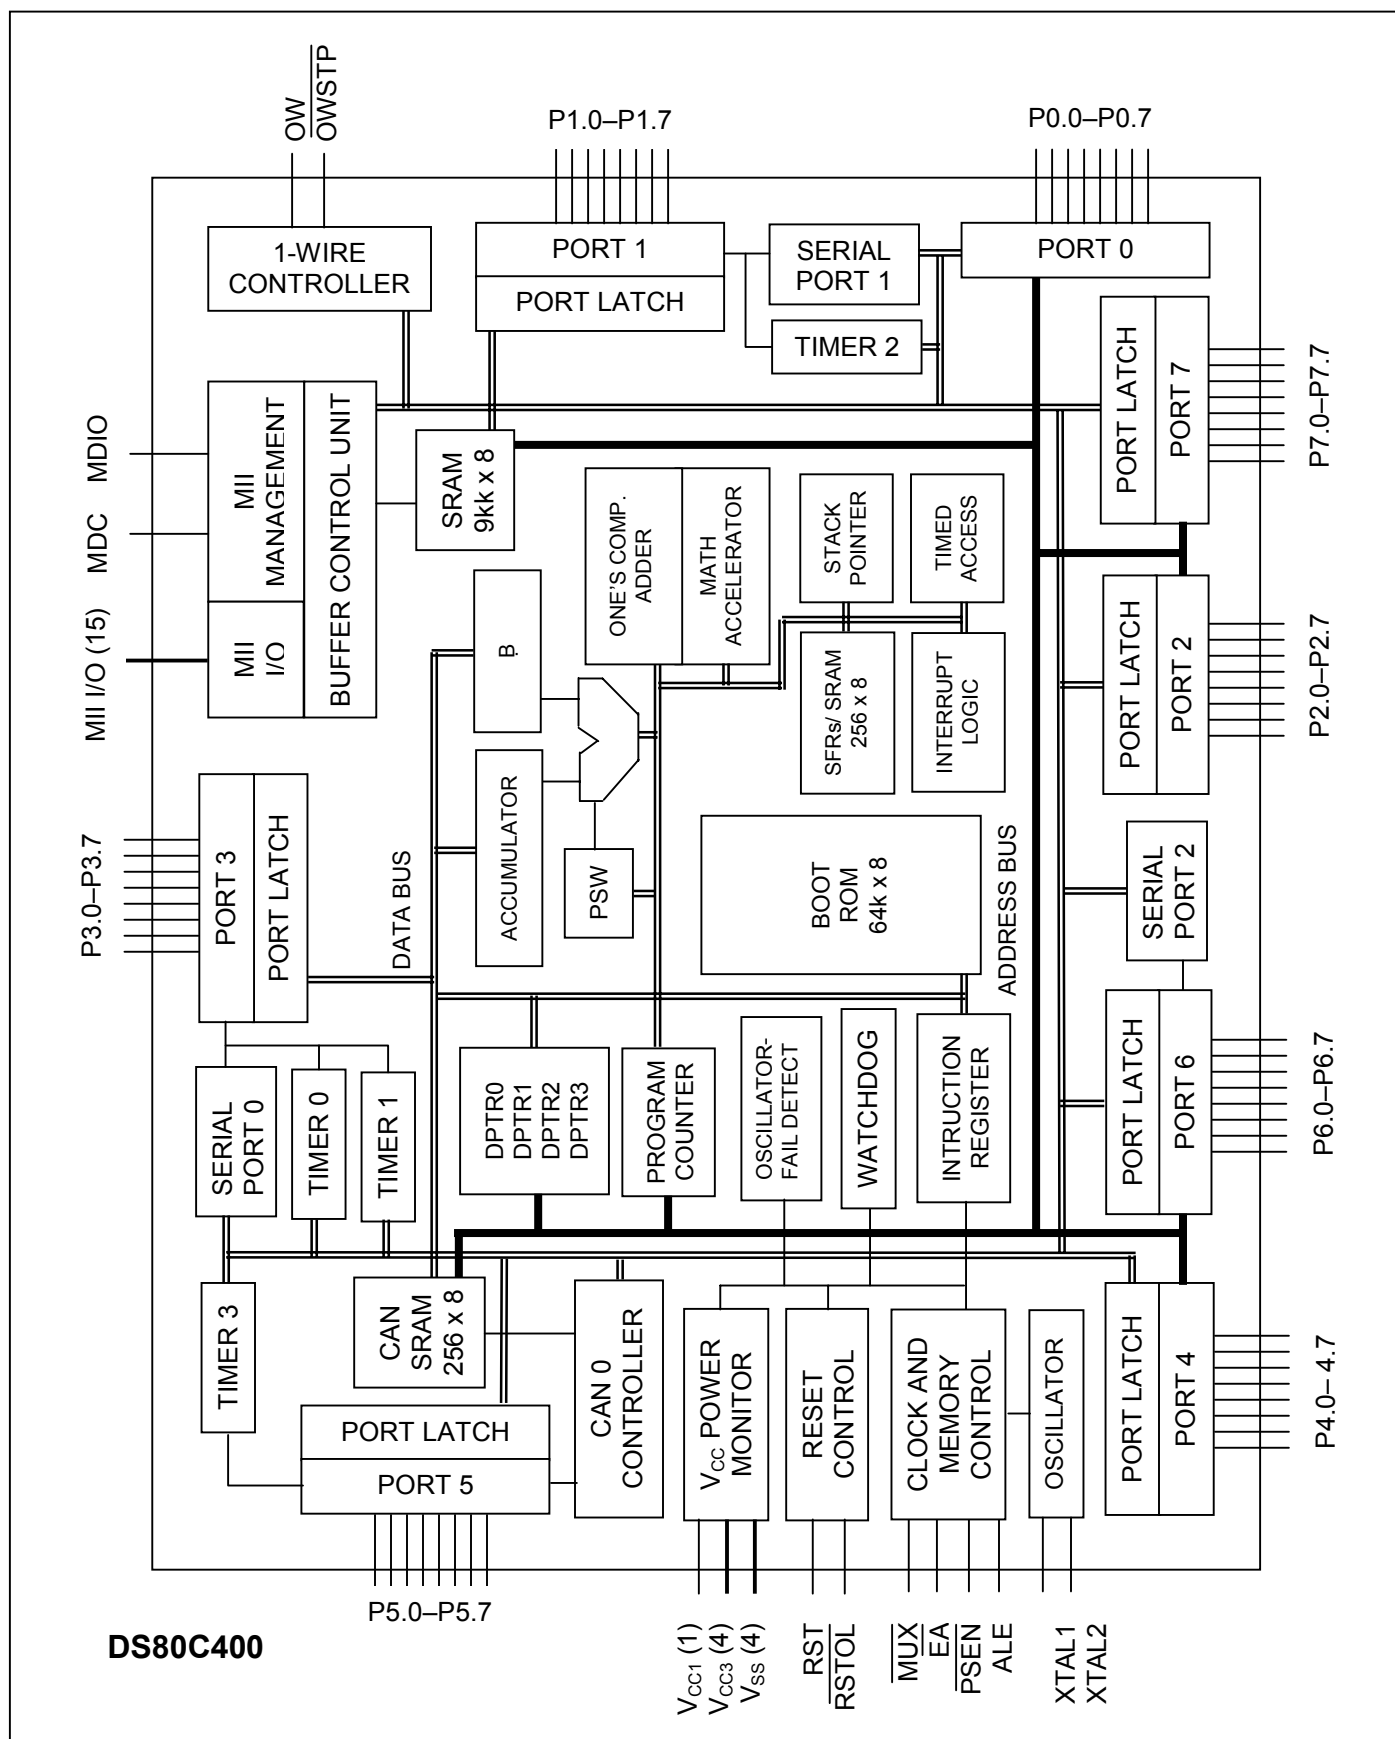 OW
OWSTP
P1.0–P1.7
P0.0–P0.7
1-WIRE
CONTROLLER
PORT 1
PORT LATCH
SERIAL
PORT 1
TIMER 2
PORT 0
PORT LATCH
PORT 7
P7.0–P7.7
MDIO
MDC
MII I/O (15)
MII
MANAGEMENT
MII
I/O
BUFFER CONTROL UNIT
SRAM
9kk x 8
ONE'S COMP.
ADDER
MATH
ACCELERATOR
STACK
POINTER
TIMED
ACCESS
B
SFRs/ SRAM
256 x 8
INTERRUPT
LOGIC
PORT LATCH
PORT 2
P2.0–P2.7
P3.0–P3.7
PORT 3
PORT LATCH
DATA BUS
ACCUMULATOR
PSW
BOOT
ROM
64k x 8
ADDRESS BUS
SERIAL
PORT 2
SERIAL
PORT 0
TIMER 0
TIMER 1
DPTR0
DPTR1
DPTR2
DPTR3
PROGRAM
COUNTER
OSCILLATOR-
FAIL DETECT
WATCHDOG
INTRUCTION
REGISTER
PORT LATCH
PORT 6
P6.0–P6.7
TIMER 3
CAN
SRAM
256 x 8
CAN 0
CONTROLLER
PORT LATCH
PORT 5
P5.0–P5.7
VCC POWER
MONITOR
RESET
CONTROL
CLOCK AND
MEMORY
CONTROL
OSCILLATOR
PORT LATCH
PORT 4
P4.0– 4.7
VCC1 (1)
VCC3 (4)
VSS (4)
RST
RSTOL
MUX
EA
PSEN
ALE
XTAL1
XTAL2
DS80C400